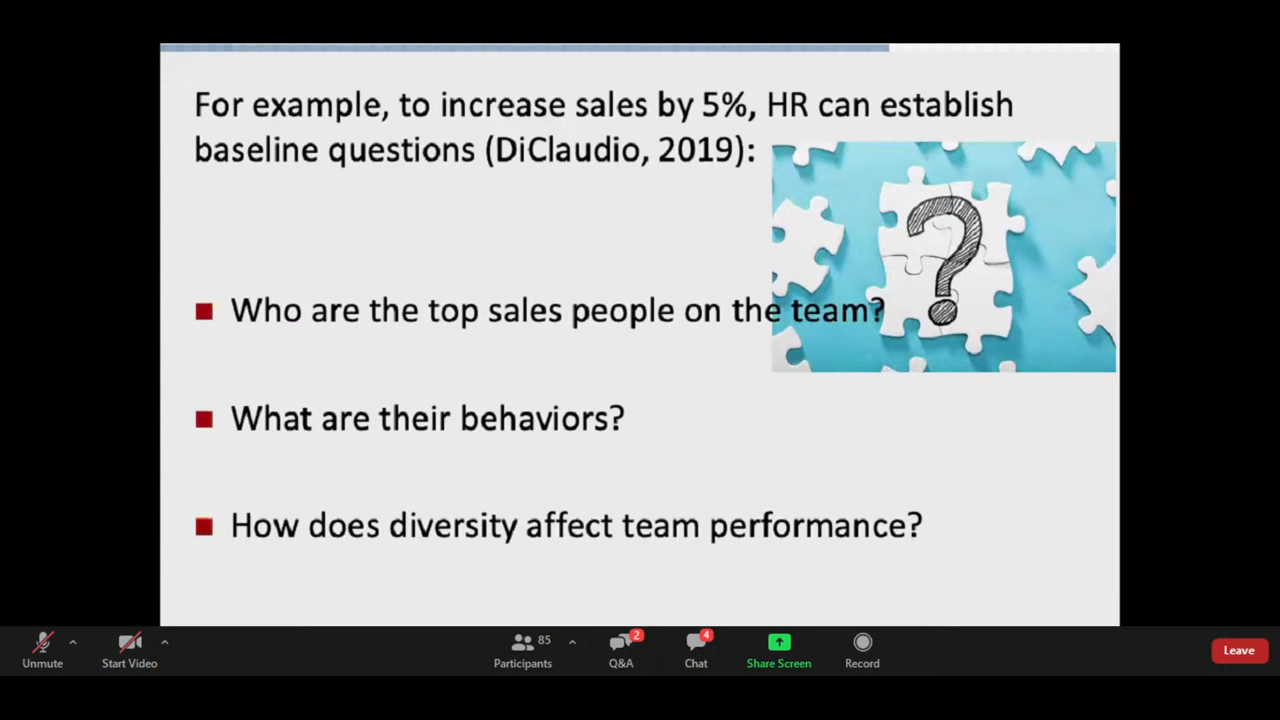 For example, to increase sales by 5%, HR can establish
baseline questions (DiClaudio, 2019):
?
Who are the top sales people on the team?
What are their behaviors?
How does diversity affect team performance?
Unmute
Start Video
85
Participants
2
Q&A
4
Chat
Share Screen
Record
Leave